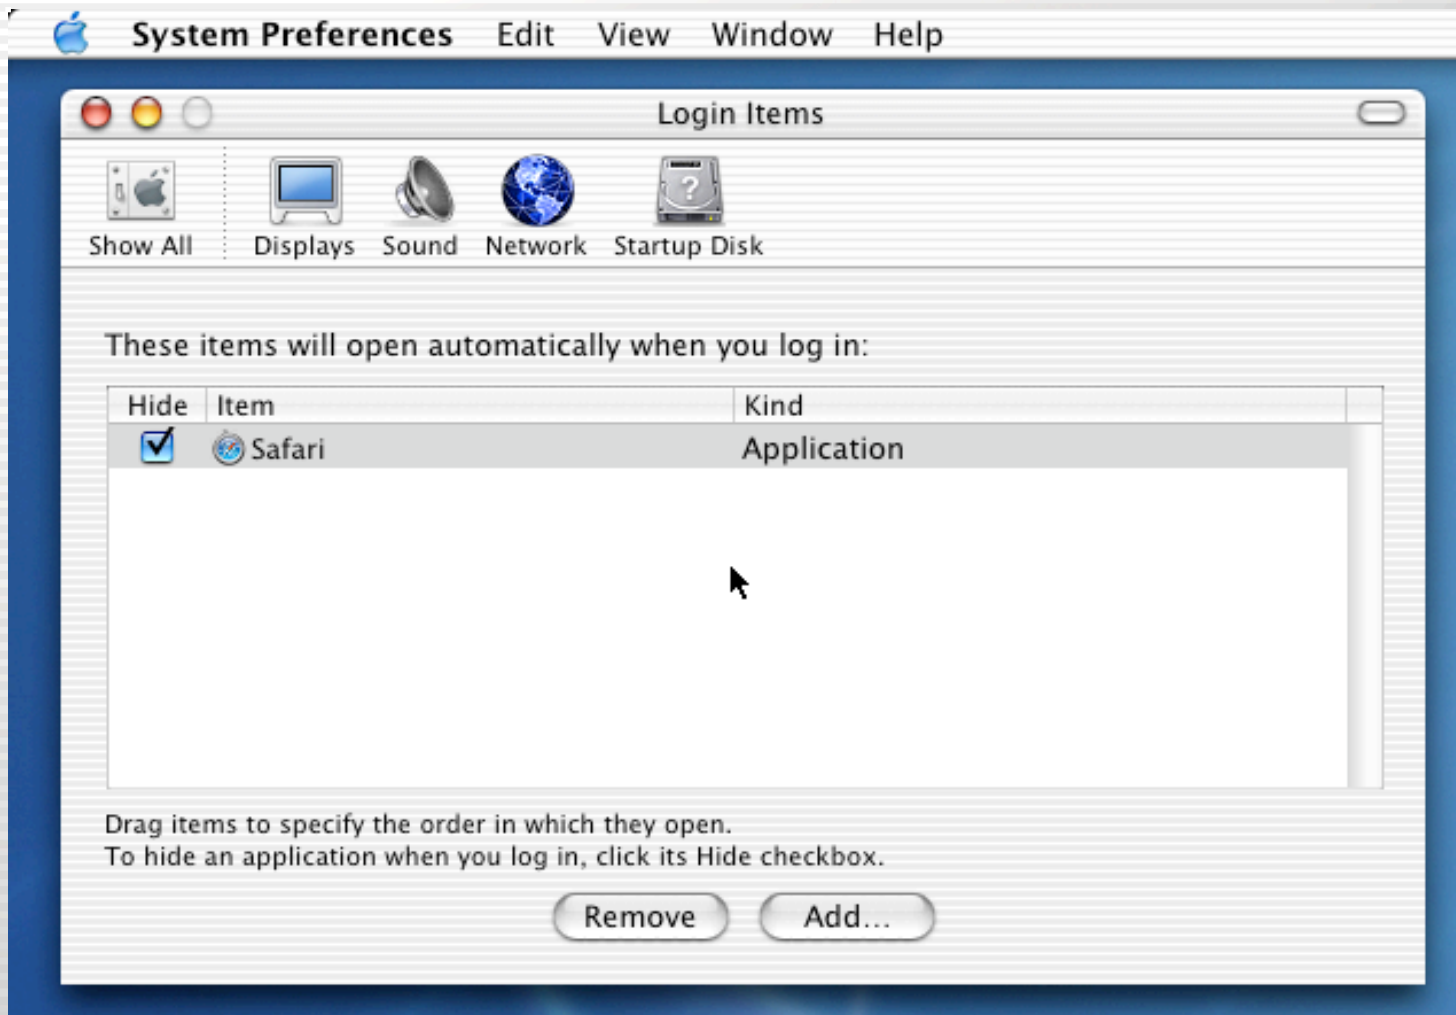 System Preferences Edit View Window Help
Login Items
Show All Displays Sound Network Startup Disk
These items will open automatically when you log in:
Hide Item Kind
Safari Application
Drag items to specify the order in which they open.
To hide an application when you log in, click its Hide checkbox.
Remove Add...